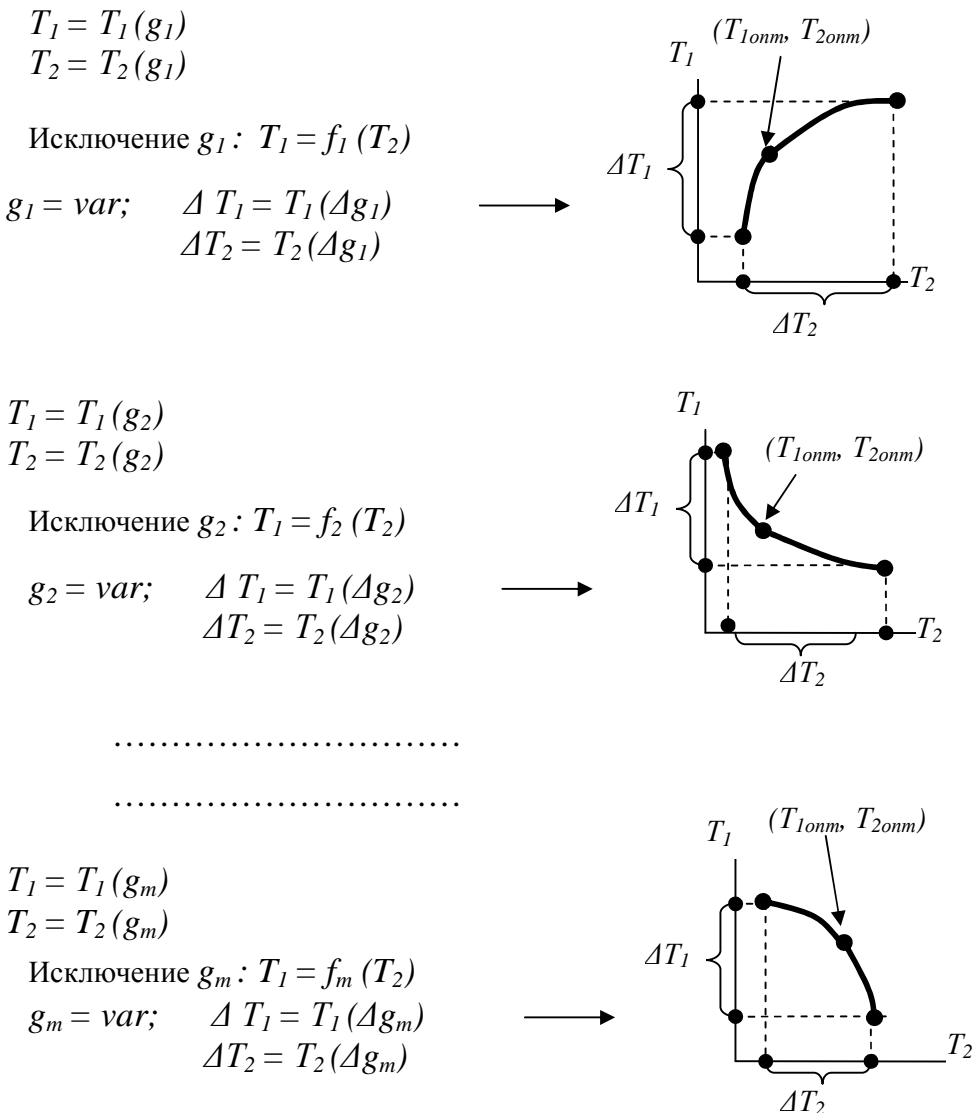 T₁ = T₁(g₁)
T₂ = T₂(g₁)
Исключение g₁: T₁ = f₁(T₂)
g₁ = var; Δ T₁ = T₁(Δg₁)
ΔT₂ = T₂(Δg₁)
(T₁опт, T₂опт)
T₁
ΔT₁
T₂
ΔT₂
T₁ = T₁(g₂)
T₂ = T₂(g₂)
Исключение g₂: T₁ = f₂(T₂)
g₂ = var; Δ T₁ = T₁(Δg₂)
ΔT₂ = T₂(Δg₂)
T₁
(T₁опт, T₂опт)
ΔT₁
T₂
ΔT₂
…………………………
…………………………
T₁ = T₁(gₘ)
T₂ = T₂(gₘ)
Исключение gₘ: T₁ = fₘ(T₂)
gₘ = var; Δ T₁ = T₁(Δgₘ)
ΔT₂ = T₂(Δgₘ)
T₁
(T₁опт, T₂опт)
ΔT₁
T₂
ΔT₂